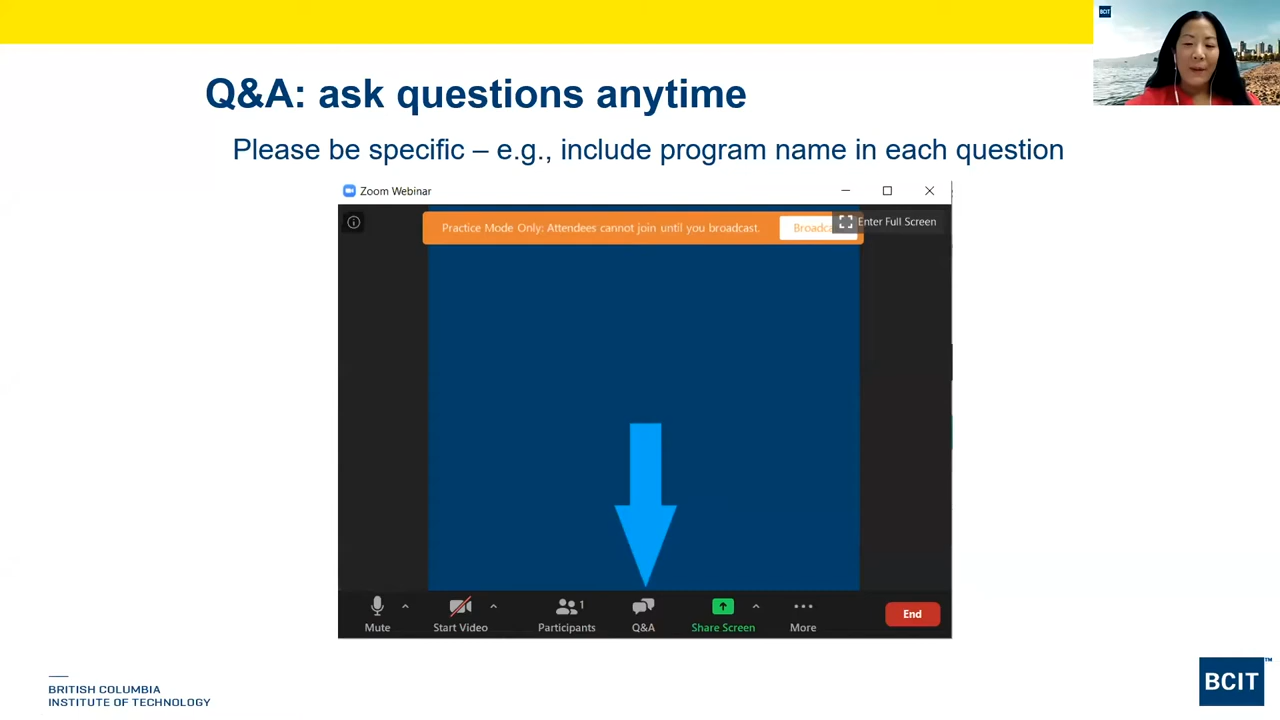 BCIT
Q&A: ask questions anytime
Please be specific – e.g., include program name in each question
Zoom Webinar
Practice Mode Only: Attendees cannot join until you broadcast.
Enter Full Screen
1
Mute
Start Video
Participants
Q&A
Share Screen
More
End
BRITISH COLUMBIA
INSTITUTE OF TECHNOLOGY
BCIT™